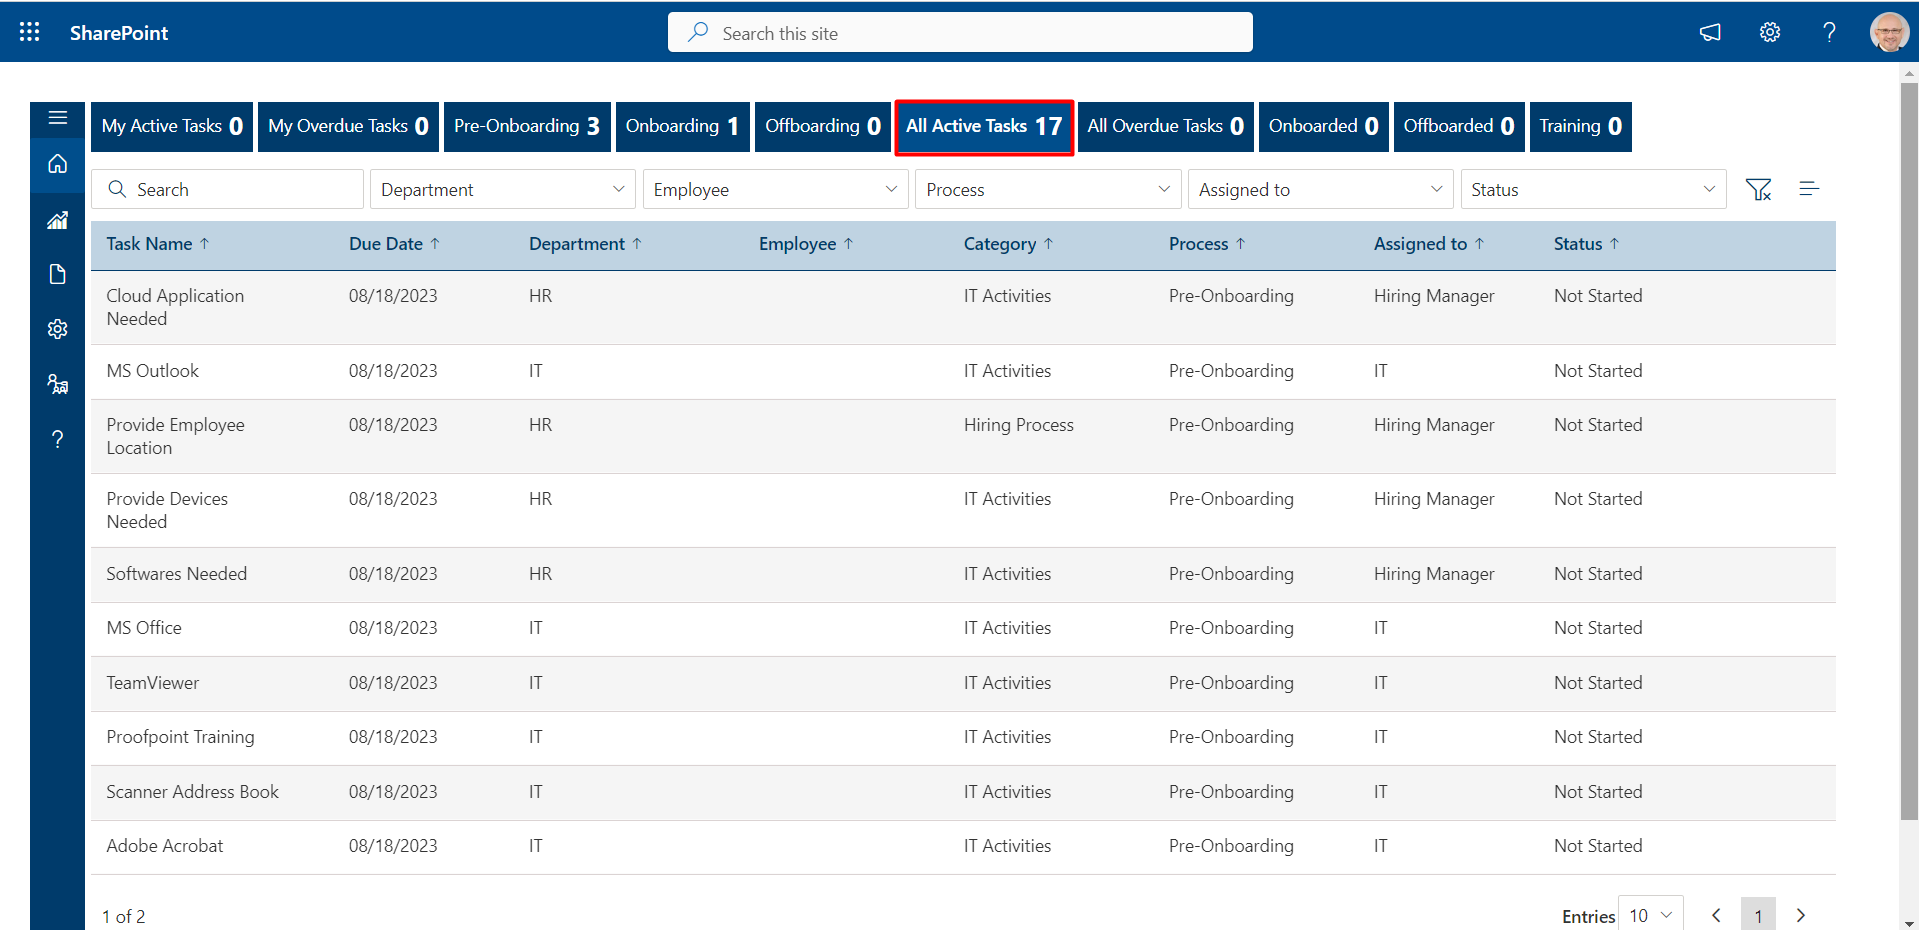 SharePoint
Search this site
My Active Tasks 0
My Overdue Tasks 0
Pre-Onboarding 3
Onboarding 1
Offboarding 0
All Active Tasks 17
All Overdue Tasks 0
Onboarded 0
Offboarded 0
Training 0
Search
Department
Employee
Process
Assigned to
Status
Task Name ↑ Due Date ↑ Department ↑ Employee ↑ Category ↑ Process ↑ Assigned to ↑ Status ↑
Cloud Application 08/18/2023 HR IT Activities Pre-Onboarding Hiring Manager Not Started
Needed
MS Outlook 08/18/2023 IT IT Activities Pre-Onboarding IT Not Started
Provide Employee 08/18/2023 HR Hiring Process Pre-Onboarding Hiring Manager Not Started
Location
Provide Devices 08/18/2023 HR IT Activities Pre-Onboarding Hiring Manager Not Started
Needed
Softwares Needed 08/18/2023 HR IT Activities Pre-Onboarding Hiring Manager Not Started
MS Office 08/18/2023 IT IT Activities Pre-Onboarding IT Not Started
TeamViewer 08/18/2023 IT IT Activities Pre-Onboarding IT Not Started
Proofpoint Training 08/18/2023 IT IT Activities Pre-Onboarding IT Not Started
Scanner Address Book 08/18/2023 IT IT Activities Pre-Onboarding IT Not Started
Adobe Acrobat 08/18/2023 IT IT Activities Pre-Onboarding IT Not Started
1 of 2
Entries 10
1